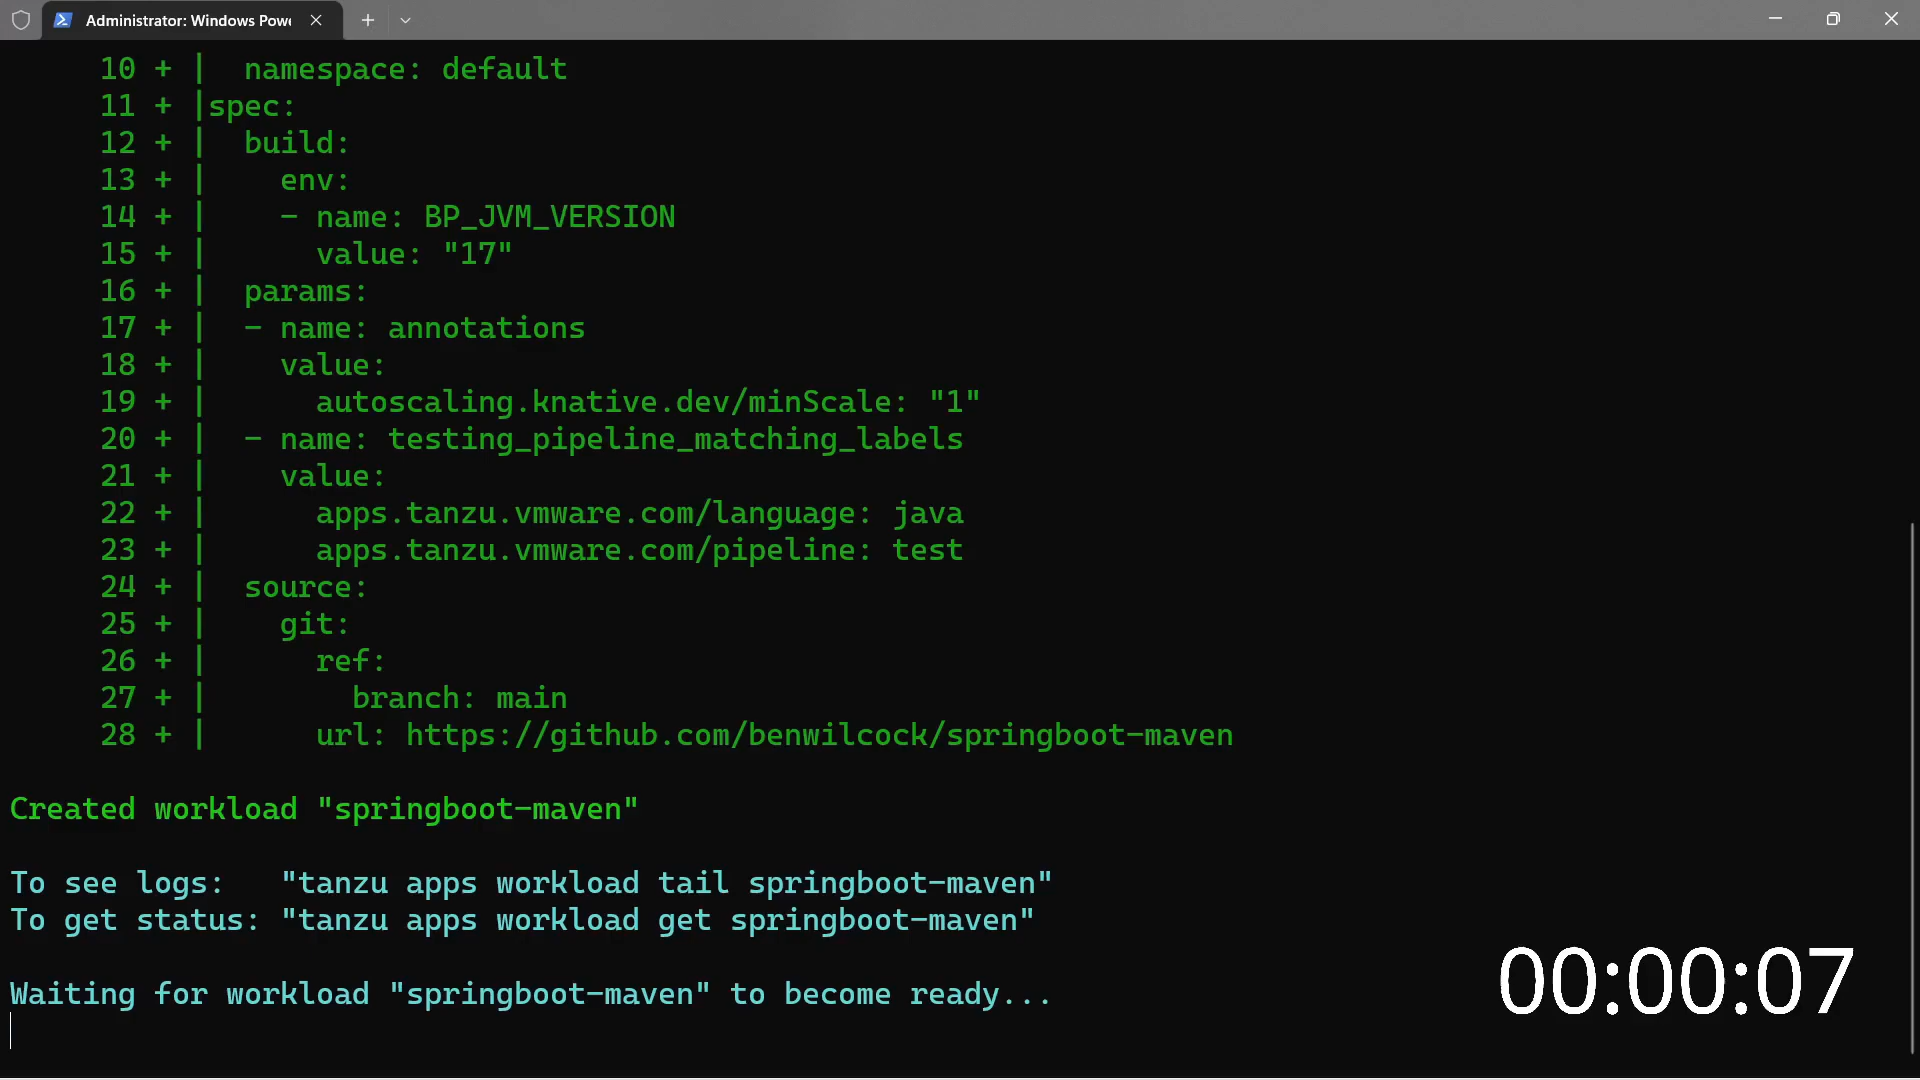 Administrator: Windows Powe
10 + |  namespace: default
11 + |spec:
12 + |  build:
13 + |    env:
14 + |    - name: BP_JVM_VERSION
15 + |      value: "17"
16 + |  params:
17 + |  - name: annotations
18 + |    value:
19 + |      autoscaling.knative.dev/minScale: "1"
20 + |  - name: testing_pipeline_matching_labels
21 + |    value:
22 + |      apps.tanzu.vmware.com/language: java
23 + |      apps.tanzu.vmware.com/pipeline: test
24 + |  source:
25 + |    git:
26 + |      ref:
27 + |        branch: main
28 + |      url: https://github.com/benwilcock/springboot-maven
Created workload "springboot-maven"
To see logs:   "tanzu apps workload tail springboot-maven"
To get status: "tanzu apps workload get springboot-maven"
Waiting for workload "springboot-maven" to become ready...
00:00:07